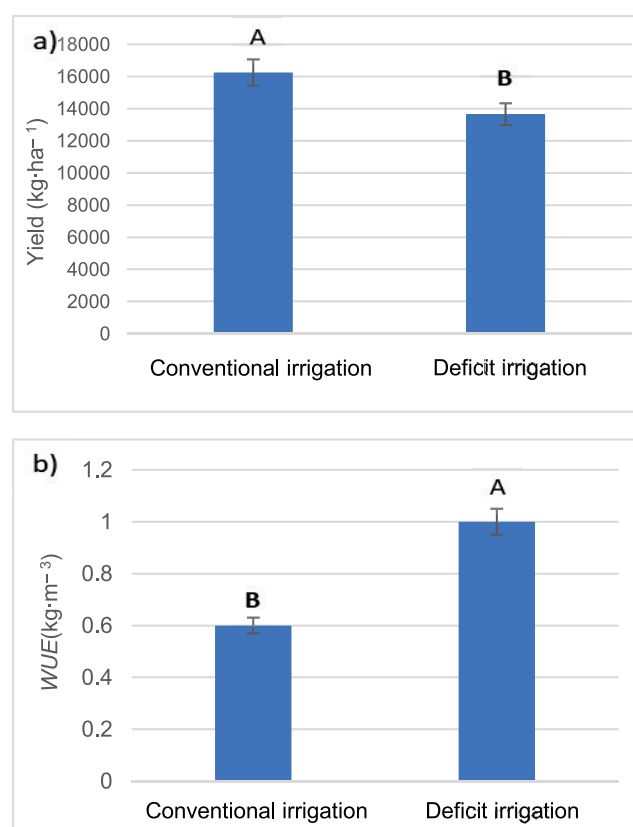 a)
18000
16000
14000
12000
10000
8000
6000
4000
2000
0
Yield (kg·ha⁻¹)
A
B
Conventional irrigation
Deficit irrigation
b)
1.2
1
0.8
0.6
0.4
0.2
0
WUE(kg·m⁻³)
B
A
Conventional irrigation
Deficit irrigation